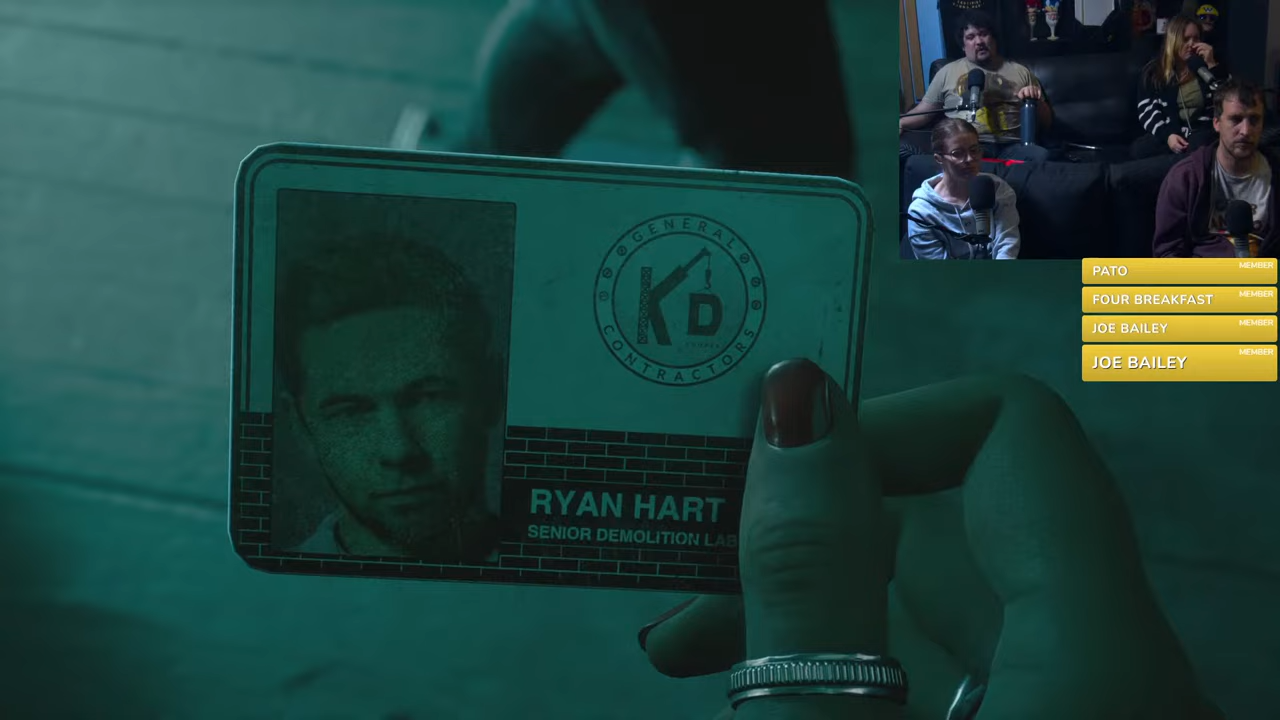 GENERAL
KD
CONTRACTORS
RYAN HART
SENIOR DEMOLITION LAB
PATO
MEMBER
FOUR BREAKFAST
MEMBER
JOE BAILEY
MEMBER
JOE BAILEY
MEMBER